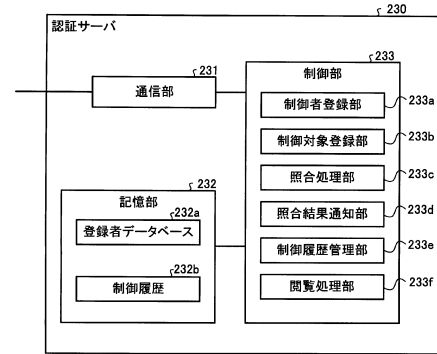 230
認証サーバ
231
通信部
233
制御部
制御者登録部
233a
制御対象登録部
233b
照合処理部
233c
照合結果通知部
233d
制御履歴管理部
233e
閲覧処理部
233f
232
記憶部
232a
登録者データベース
232b
制御履歴